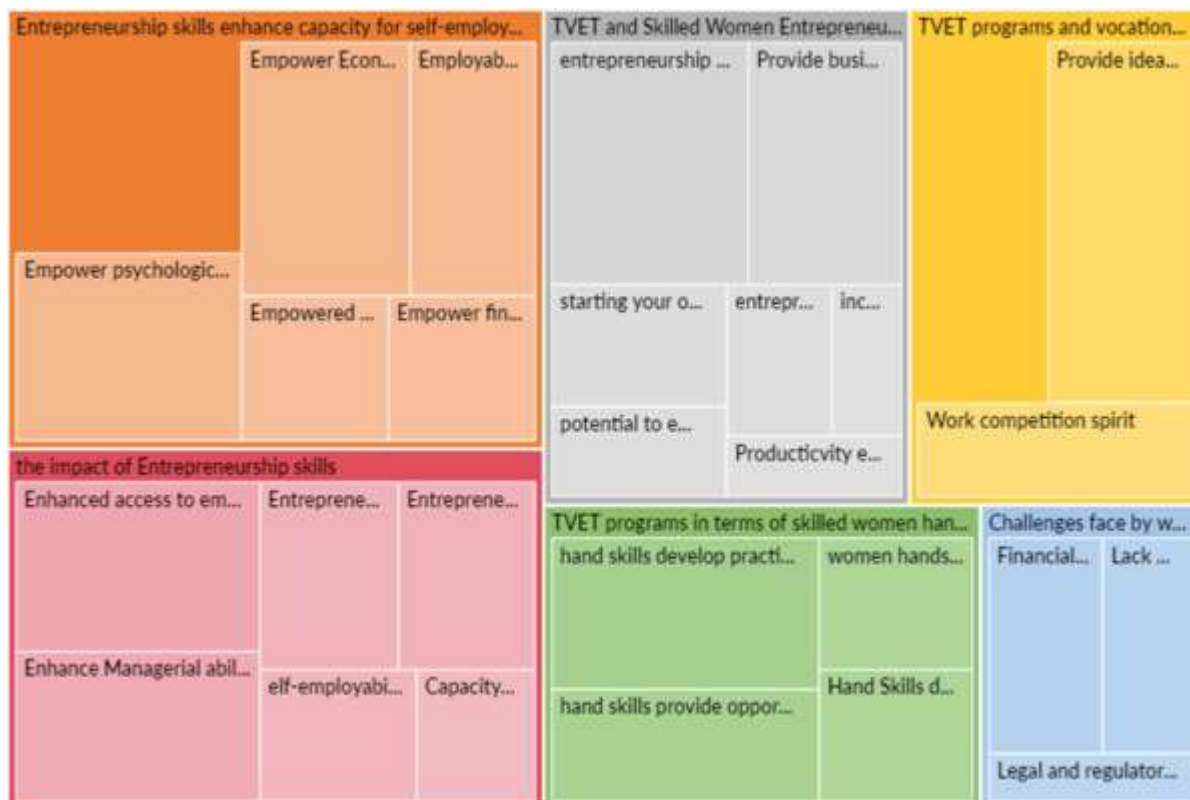 Entrepreneurship skills enhance capacity for self-employ...
Empower Econ...
Employab...
Empower psychologic...
Empowered ...
Empower fin...
the impact of Entrepreneurship skills
Enhanced access to em...
Entreprene...
Entreprene...
Enhance Managerial abil...
elf-employabi...
Capacity...
TVET and Skilled Women Entrepreneu...
entrepreneurship ...
Provide busi...
starting your o...
entrepr...
inc...
potential to e...
Producticvity e...
TVET programs and vocation...
Provide idea...
Work competition spirit
TVET programs in terms of skilled women han...
hand skills develop practi...
women hands...
hand skills provide oppor...
Hand Skills d...
Challenges face by w...
Financial...
Lack ...
Legal and regulator...